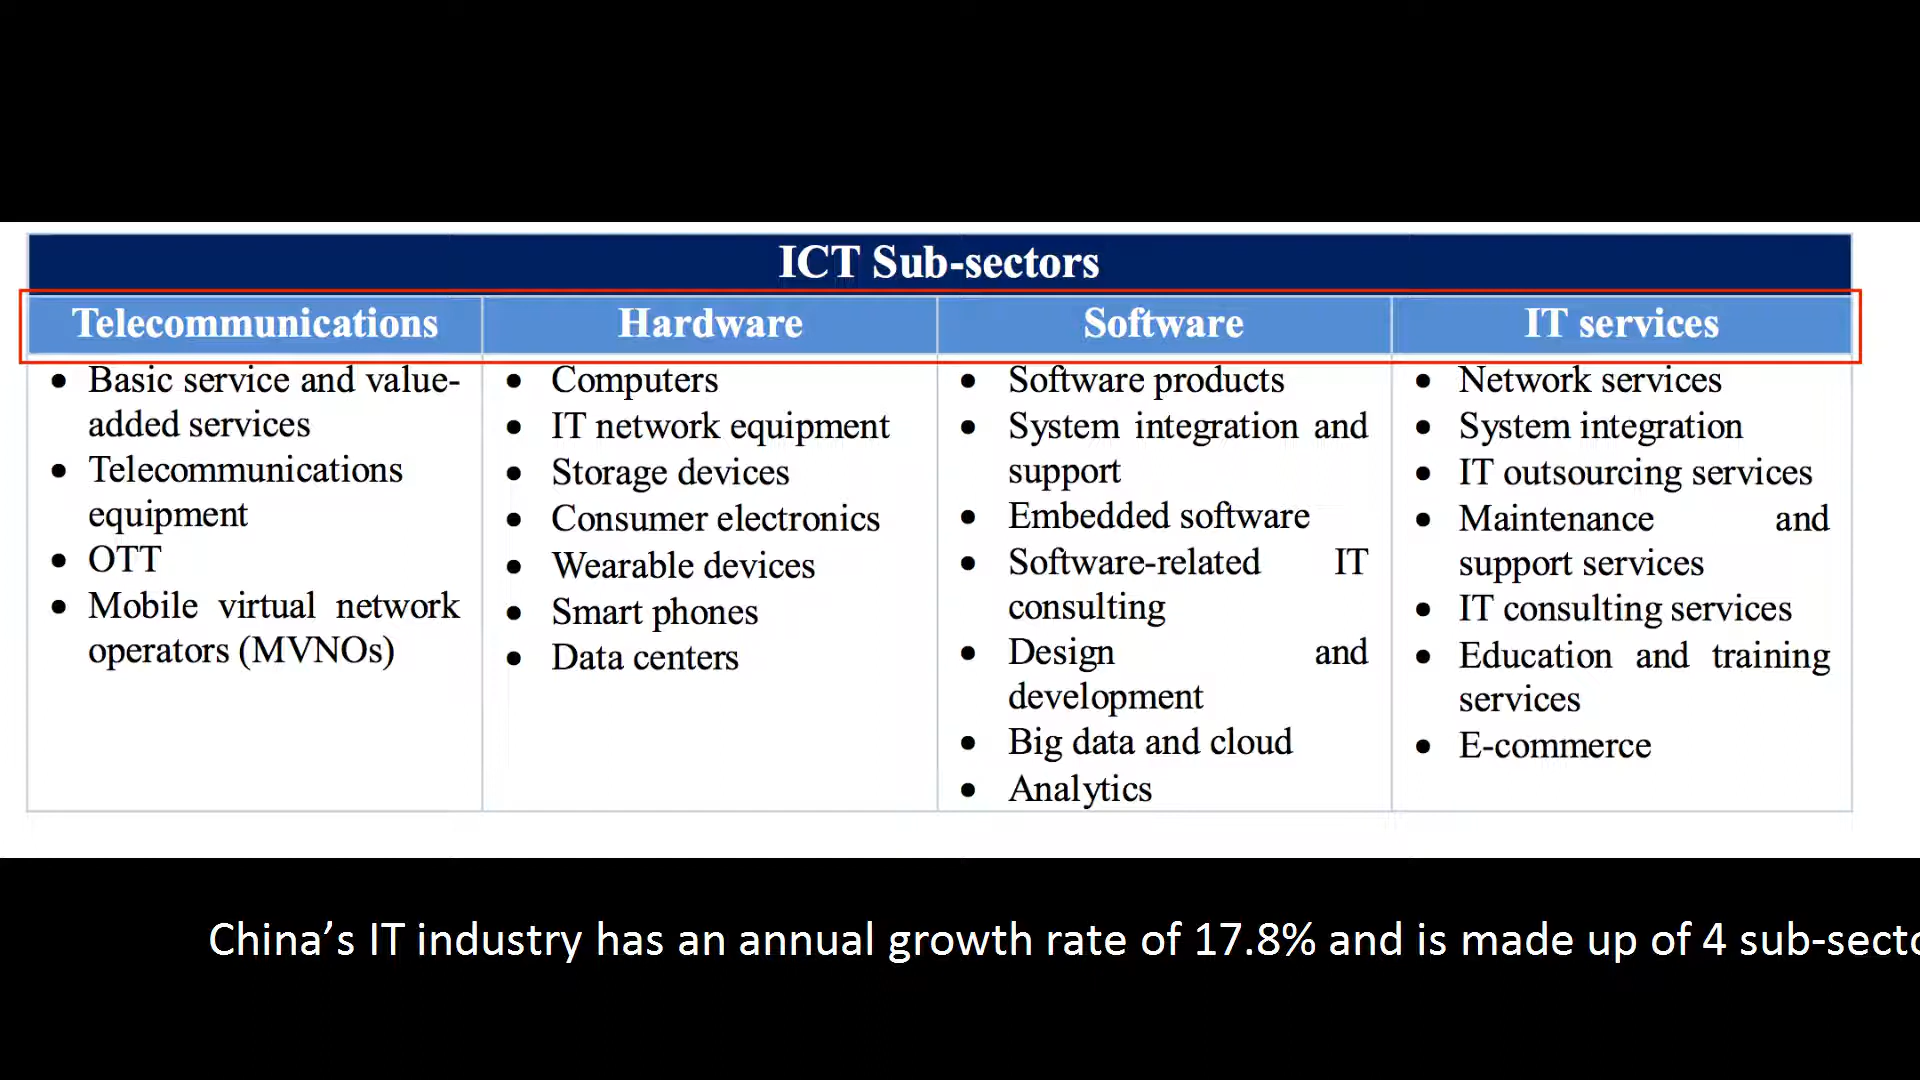 ICT Sub-sectors
Telecommunications
Hardware
Software
IT services
• Basic service and value-
added services
• Telecommunications
equipment
• OTT
• Mobile virtual network
operators (MVNOs)
• Computers
• IT network equipment
• Storage devices
• Consumer electronics
• Wearable devices
• Smart phones
• Data centers
• Software products
• System integration and
support
• Embedded software
• Software-related IT
consulting
• Design and
development
• Big data and cloud
• Analytics
• Network services
• System integration
• IT outsourcing services
• Maintenance and
support services
• IT consulting services
• Education and training
services
• E-commerce
China’s IT industry has an annual growth rate of 17.8% and is made up of 4 sub-secto